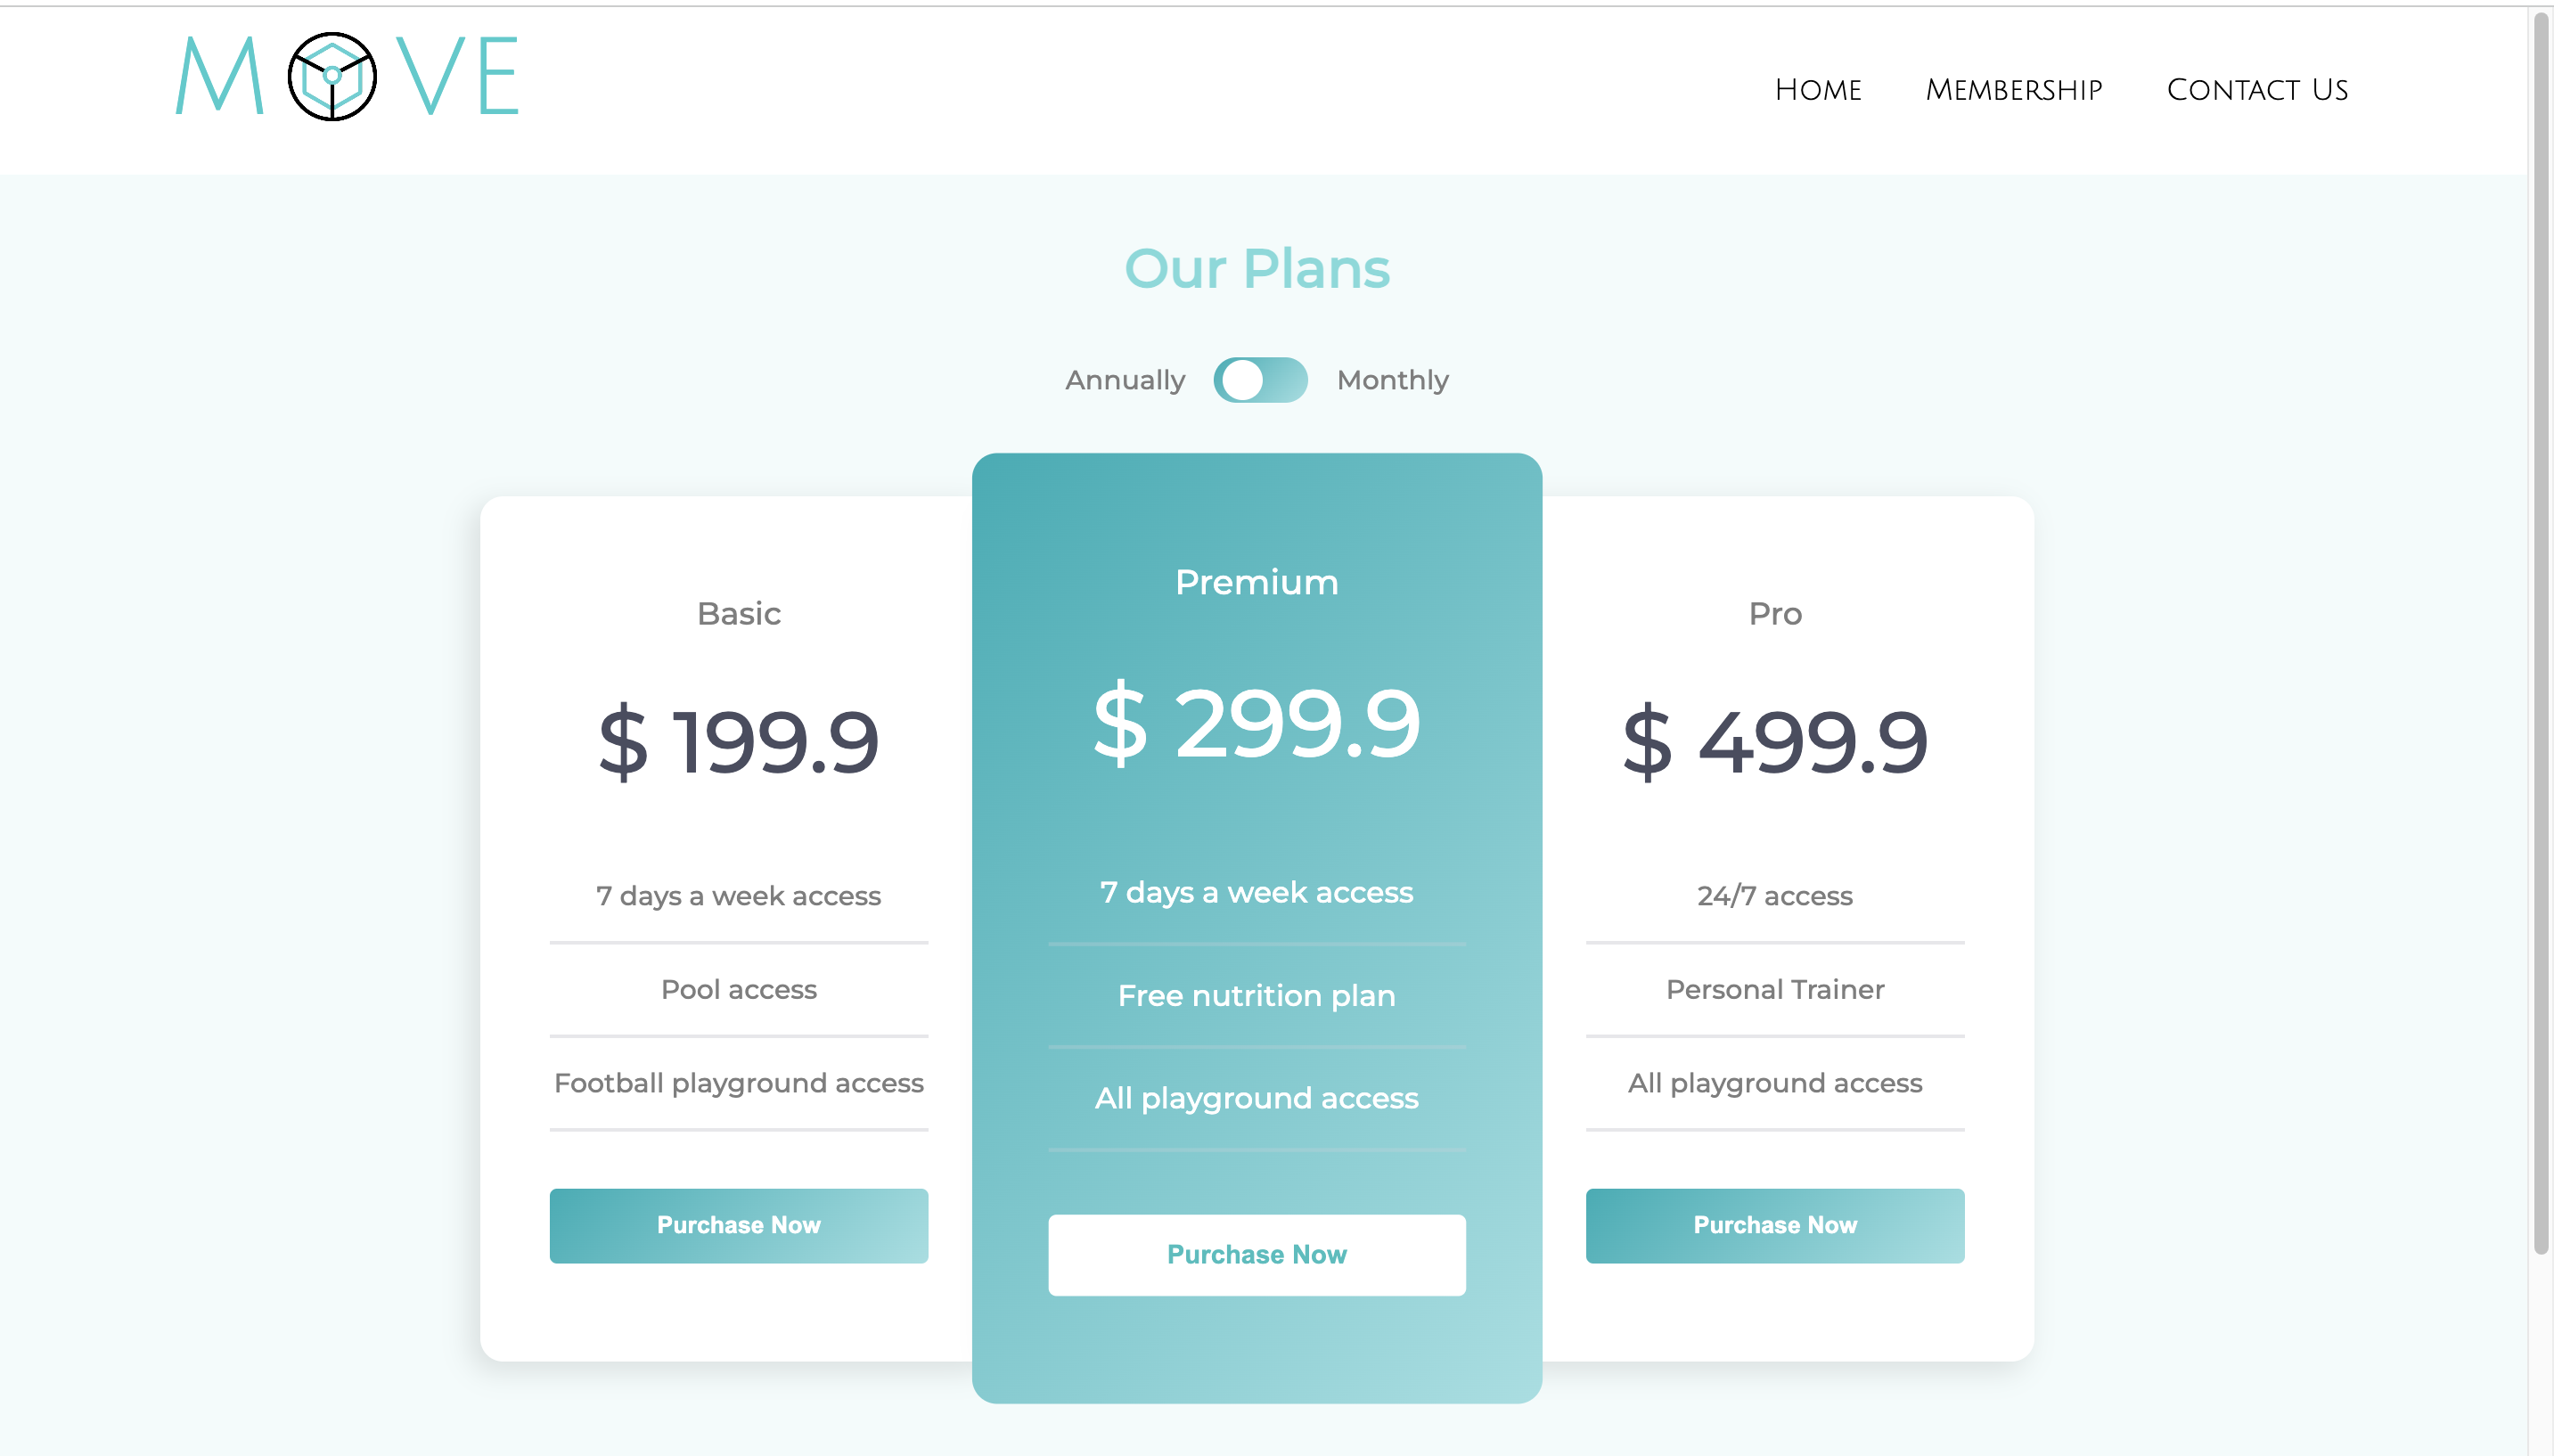 MOVE
Home Membership Contact Us
Our Plans
Annually Monthly
Basic
$ 199.9
7 days a week access
Pool access
Football playground access
Purchase Now
Premium
$ 299.9
7 days a week access
Free nutrition plan
All playground access
Purchase Now
Pro
$ 499.9
24/7 access
Personal Trainer
All playground access
Purchase Now